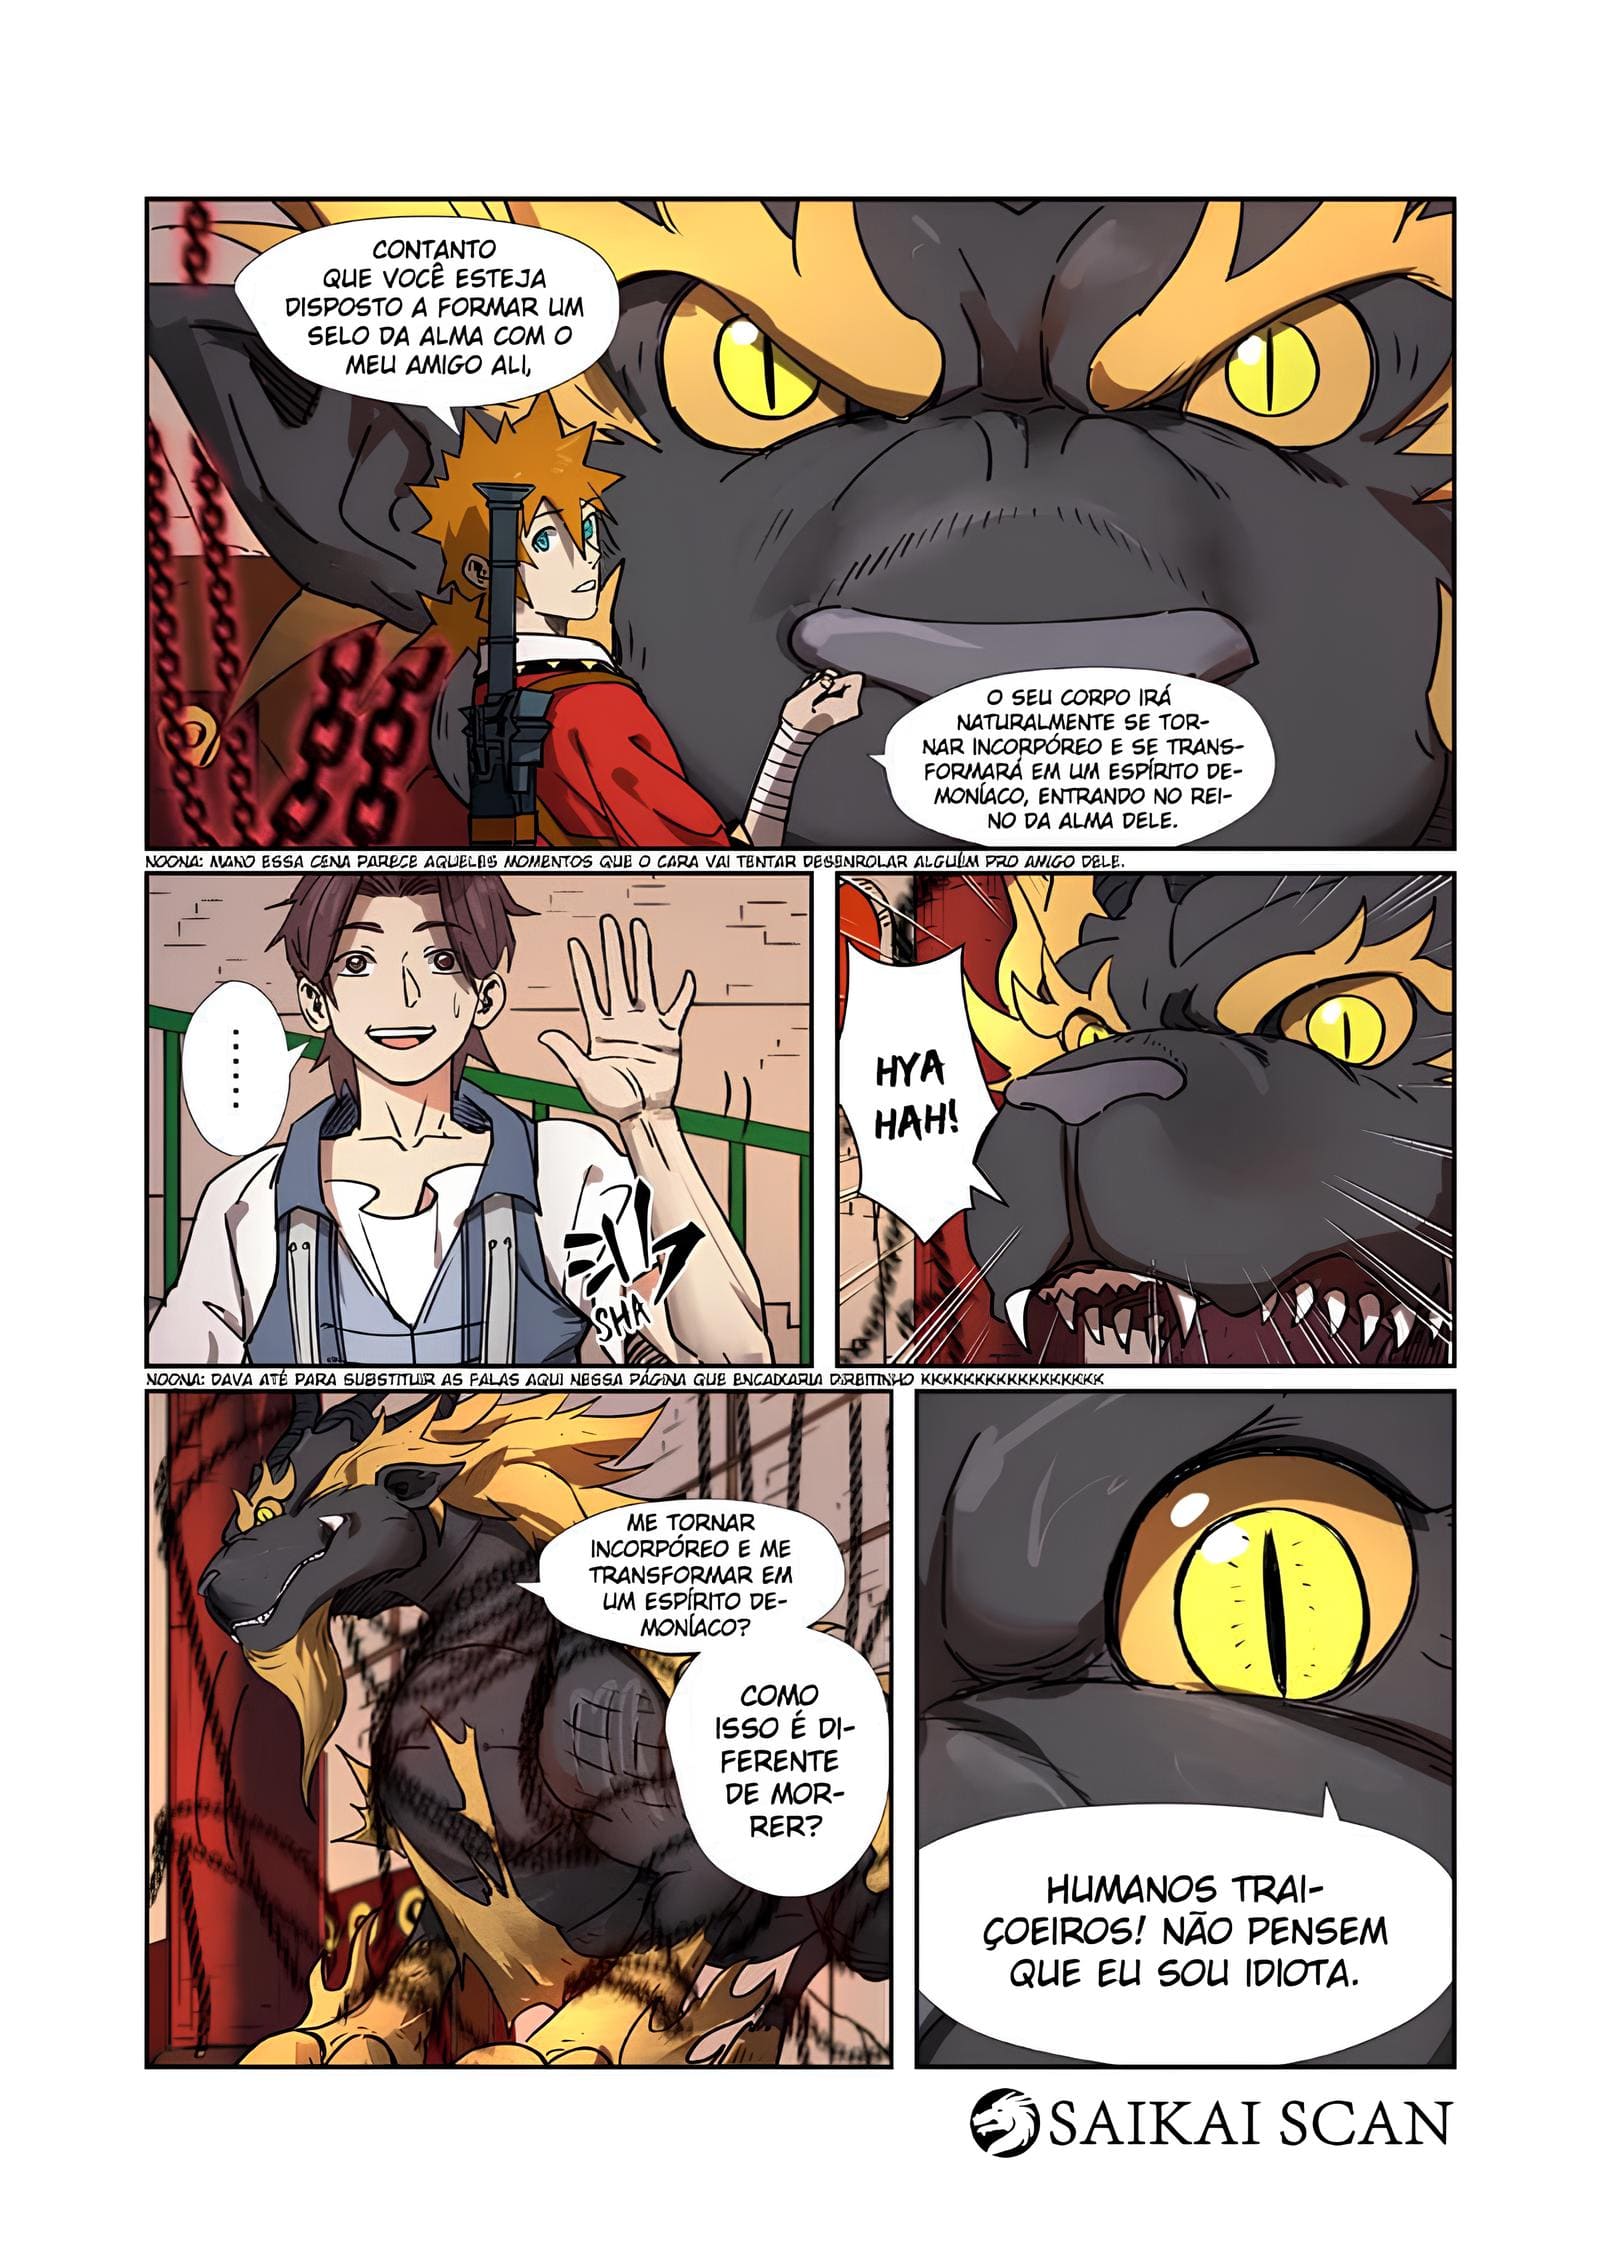 CONTANTO
QUE VOCÊ ESTEJA
DISPOSTO A FORMAR UM
SELO DA ALMA COM O
MEU AMIGO ALI,
O SEU CORPO IRÁ
NATURALMENTE SE TOR-
NAR INCORPÓREO E SE TRANS-
FORMARÁ EM UM ESPÍRITO DE-
MONÍACO, ENTRANDO NO REI-
NO DA ALMA DELE.
NOONA: MANO ESSA CENA PARECE AQUELES MOMENTOS QUE O CARA VAI TENTAR DESENROLAR ALGUÉM PRO AMIGO DELE.
......
SHA
HYA
HAH!
NOONA: DAVA ATÉ PARA SUBSTITUIR AS FALAS AQUI NESSA PÁGINA QUE ENCAIXARIA DIREITINHO KKKKKKKKKKKKKKKKK
ME TORNAR
INCORPÓREO E ME
TRANSFORMAR EM
UM ESPÍRITO DE-
MONÍACO?
COMO
ISSO É DI-
FERENTE
DE MOR-
RER?
HUMANOS TRAI-
ÇOEIROS! NÃO PENSEM
QUE EU SOU IDIOTA.
SAIKAI SCAN